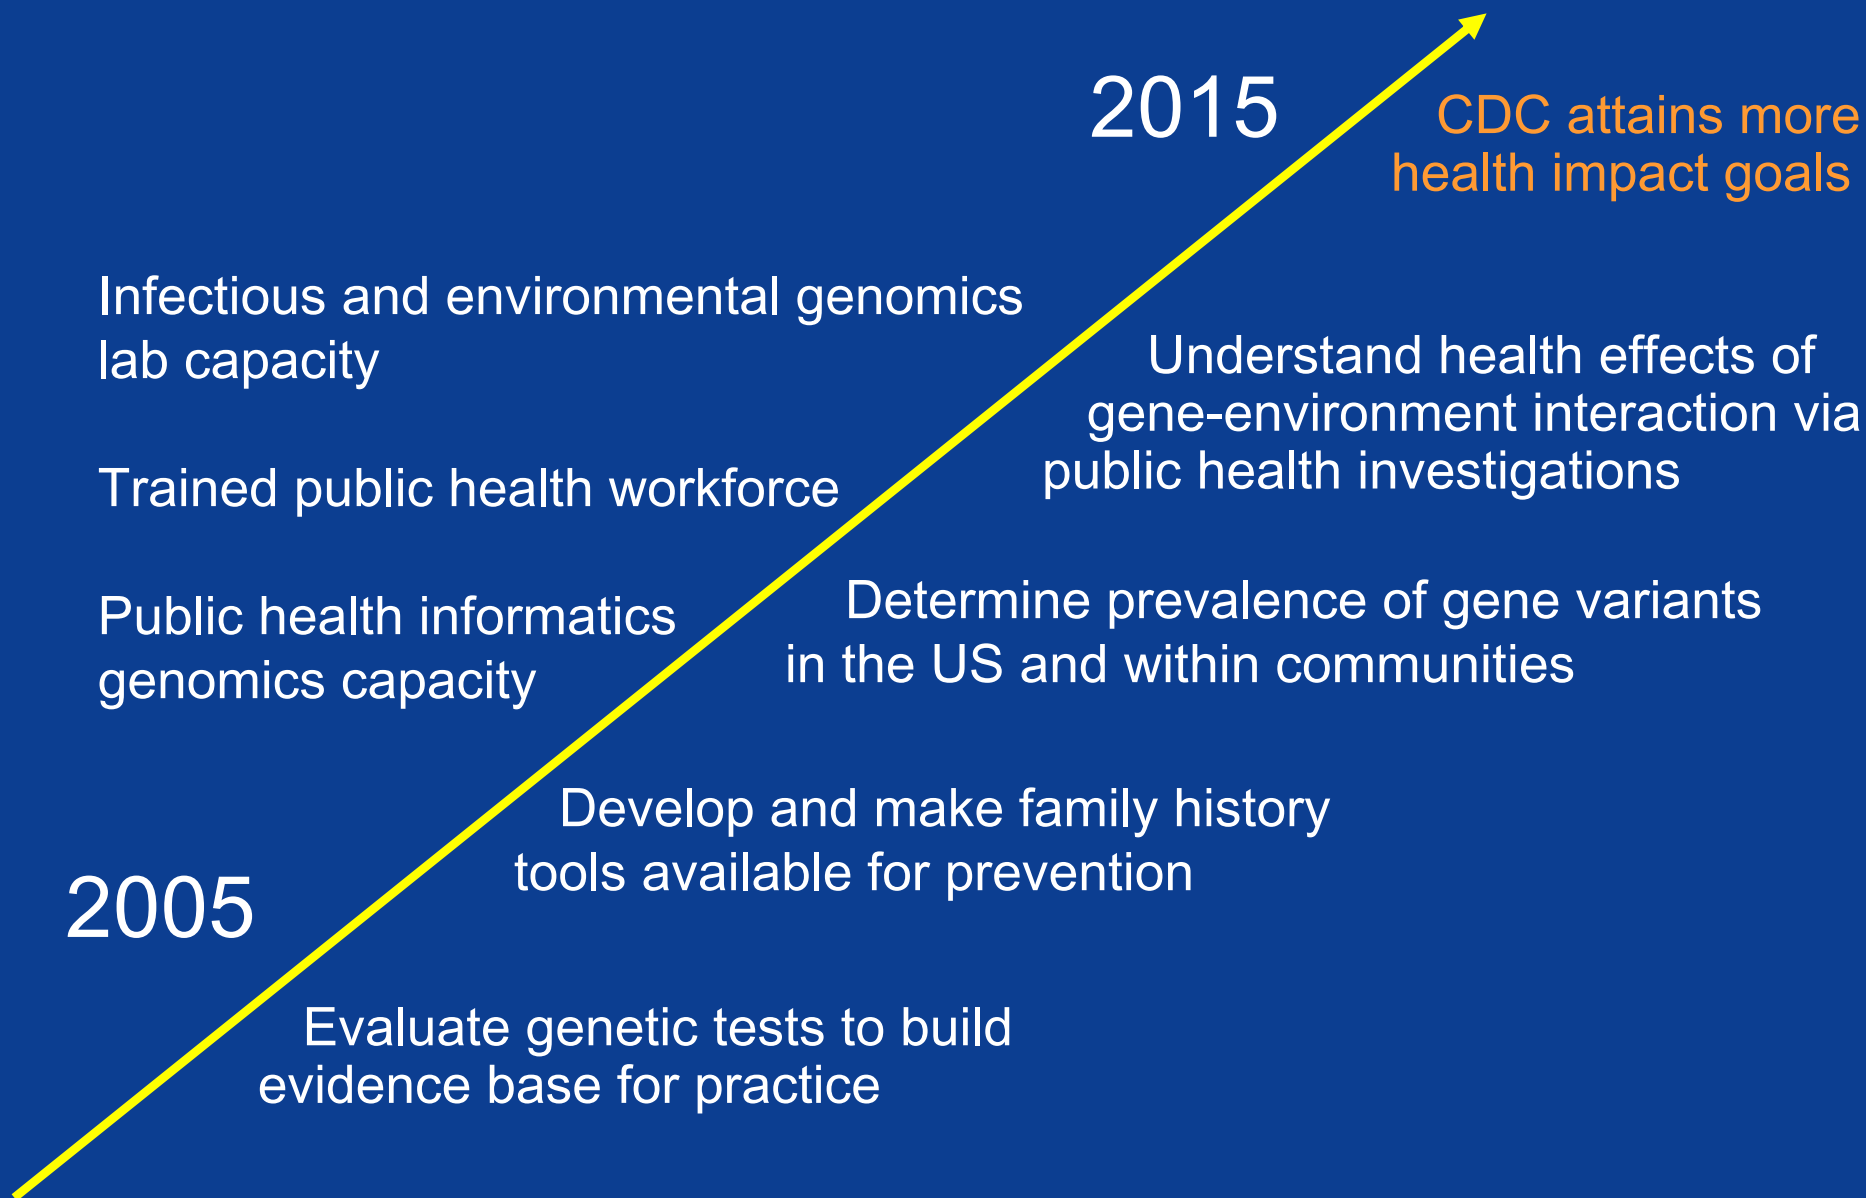 2015
CDC attains more
health impact goals
Infectious and environmental genomics
lab capacity
Understand health effects of
gene-environment interaction via
public health investigations
Trained public health workforce
Public health informatics
genomics capacity
Determine prevalence of gene variants
in the US and within communities
Develop and make family history
tools available for prevention
2005
Evaluate genetic tests to build
evidence base for practice